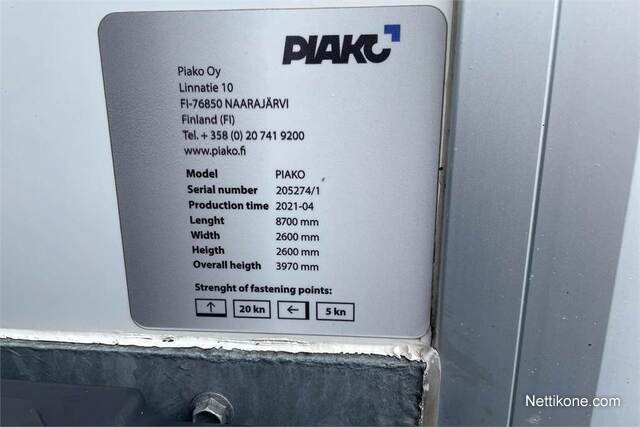 PIAKO
Piako Oy
Linnatie 10
FI-76850 NAARAJÄRVI
Finland (FI)
Tel. + 358 (0) 20 741 9200
www.piako.fi
Model PIAKO
Serial number 205274/1
Production time 2021-04
Lenght 8700 mm
Width 2600 mm
Heigth 2600 mm
Overall heigth 3970 mm
Strenght of fastening points:
↑ 20 kn ← 5 kn
Nettikone.com